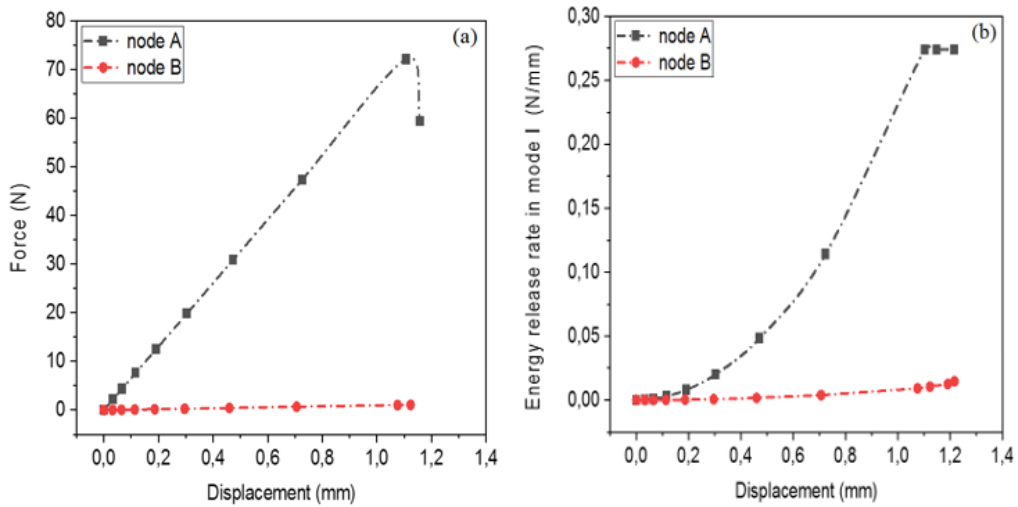 (a)
node A
node B
80
70
60
50
40
30
20
10
0
Force (N)
0,0 0,2 0,4 0,6 0,8 1,0 1,2 1,4
Displacement (mm)
(b)
node A
node B
0,30
0,25
0,20
0,15
0,10
0,05
0,00
Energy release rate in mode I (N/mm)
0,0 0,2 0,4 0,6 0,8 1,0 1,2 1,4
Displacement (mm)